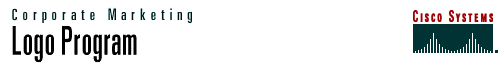 Corporate Marketing
Logo Program
CISCO SYSTEMS